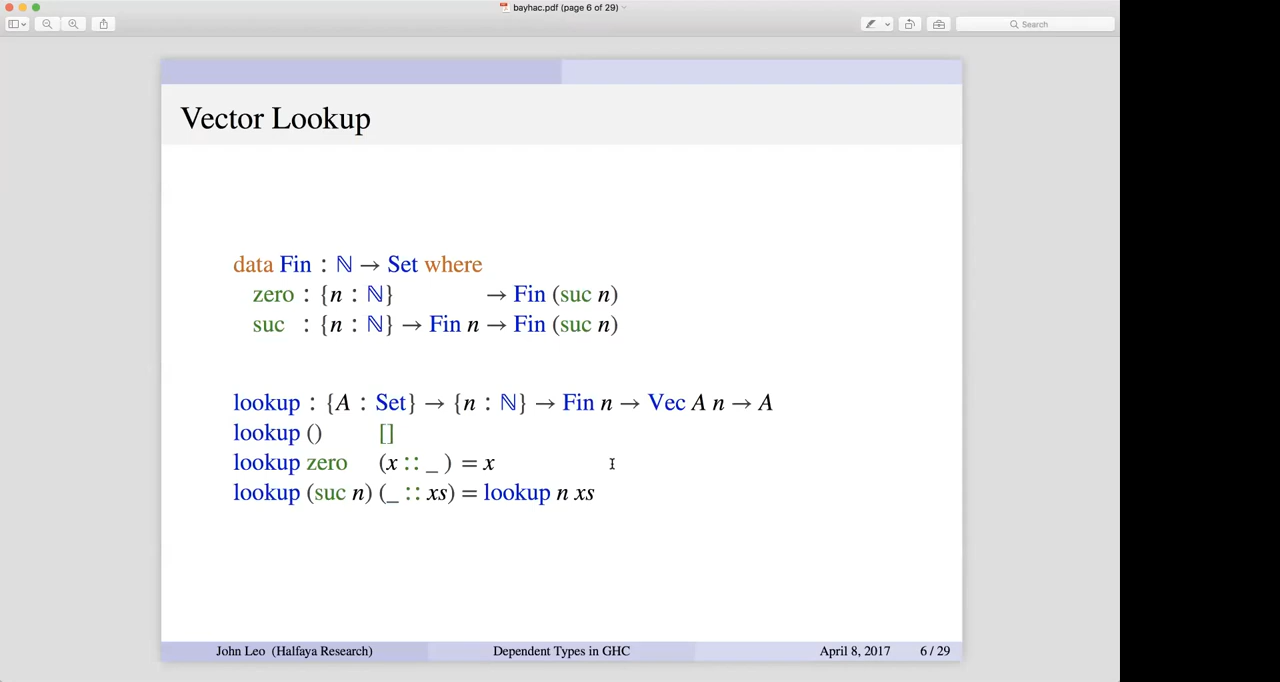 bayhac.pdf (page 6 of 29)
Search
Vector Lookup
data Fin : ℕ → Set where
zero : {n : ℕ} → Fin (suc n)
suc : {n : ℕ} → Fin n → Fin (suc n)
lookup : {A : Set} → {n : ℕ} → Fin n → Vec A n → A
lookup () []
lookup zero (x :: _ ) = x
lookup (suc n) (_ :: xs) = lookup n xs
John Leo (Halfaya Research) Dependent Types in GHC April 8, 2017 6 / 29